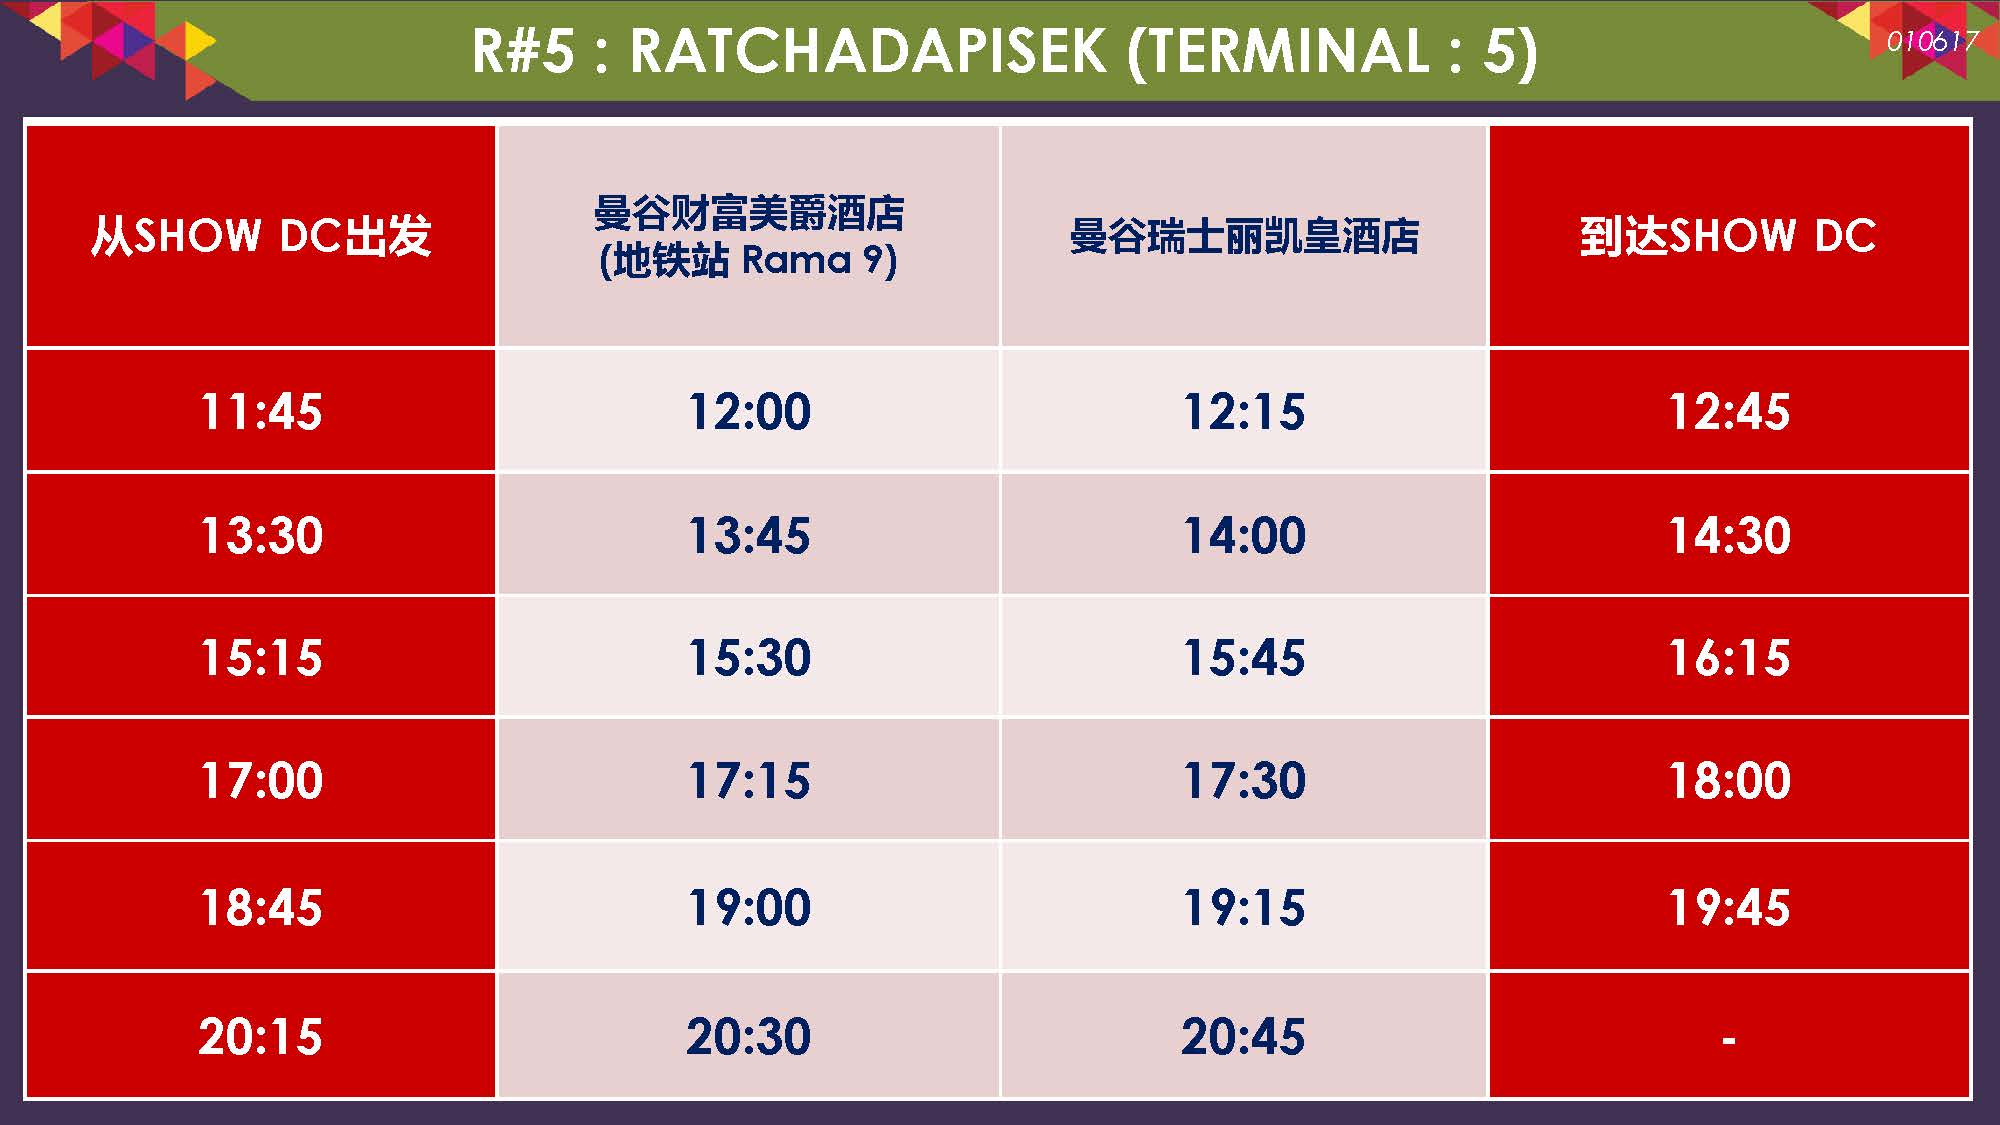 R#5 : RATCHADAPISEK (TERMINAL : 5)
010617
从SHOW DC出发
曼谷财富美爵酒店
(地铁站 Rama 9)
曼谷瑞士丽凯皇酒店
到达SHOW DC
11:45 12:00 12:15 12:45
13:30 13:45 14:00 14:30
15:15 15:30 15:45 16:15
17:00 17:15 17:30 18:00
18:45 19:00 19:15 19:45
20:15 20:30 20:45 -